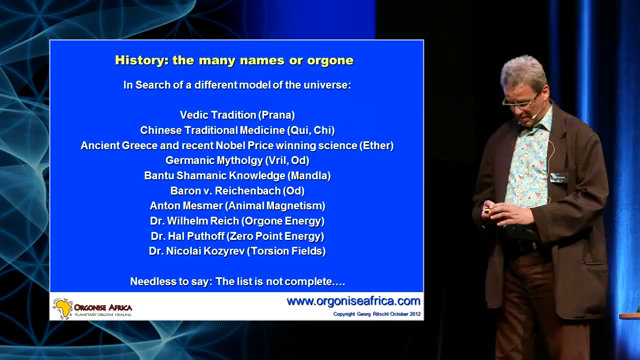 History: the many names or orgone
In Search of a different model of the universe:
Vedic Tradition (Prana)
Chinese Traditional Medicine (Qui, Chi)
Ancient Greece and recent Nobel Price winning science (Ether)
Germanic Mytholgy (Vril, Od)
Bantu Shamanic Knowledge (Mandla)
Baron v. Reichenbach (Od)
Anton Mesmer (Animal Magnetism)
Dr. Wilhelm Reich (Orgone Energy)
Dr. Hal Puthoff (Zero Point Energy)
Dr. Nicolai Kozyrev (Torsion Fields)
Needless to say: The list is not complete....
ORGONISE AFRICA
PLANETARY ORGONE HEALING
www.orgoniseafrica.com
Copyright Georg Ritschl October 2012